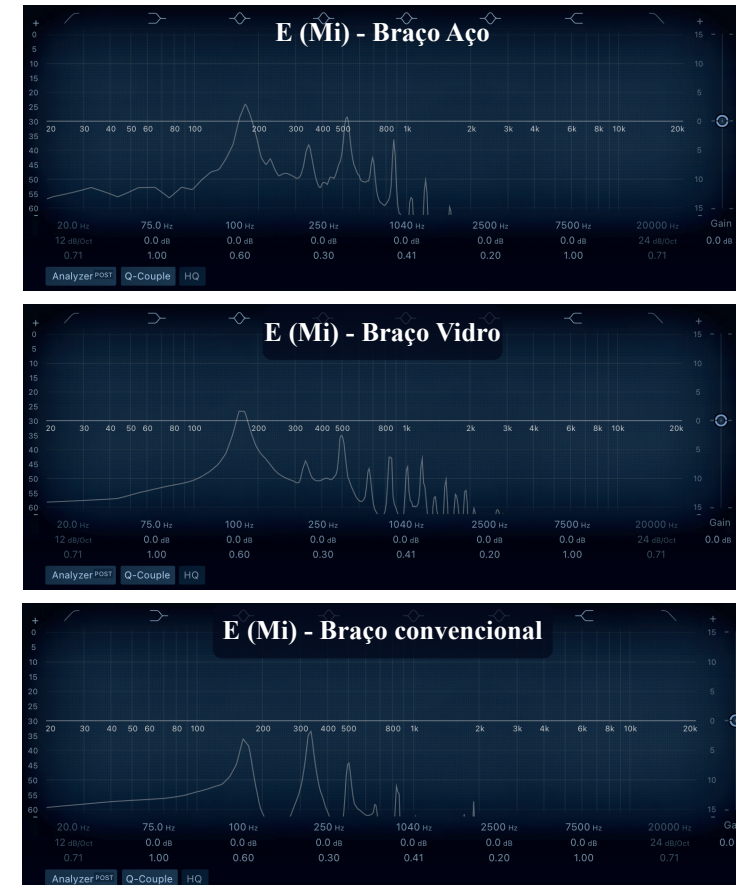 E (Mi) - Braço Aço
+ +
0 15
5
10
15
20
25 5
30 0
20 30 40 50 60 80 100 200 300 400 500 800 1k 2k 3k 4k 6k 8k 10k 20k
35
40
45
50 10
55
60 15
20.0 Hz 75.0 Hz 100 Hz 250 Hz 1040 Hz 2500 Hz 7500 Hz 20000 Hz Gain
12 dB/Oct 0.0 dB 0.0 dB 0.0 dB 0.0 dB 0.0 dB 0.0 dB 24 dB/Oct 0.0 dB
0.71 1.00 0.60 0.30 0.41 0.20 1.00 0.71
Analyzer POST Q-Couple HQ
E (Mi) - Braço Vidro
+ +
0 15
5
10
15
20
25 5
30 0
20 30 40 50 60 80 100 200 300 400 500 800 1k 2k 3k 4k 6k 8k 10k 20k
35
40
45
50 10
55
60 15
20.0 Hz 75.0 Hz 100 Hz 250 Hz 1040 Hz 2500 Hz 7500 Hz 20000 Hz Gain
12 dB/Oct 0.0 dB 0.0 dB 0.0 dB 0.0 dB 0.0 dB 0.0 dB 24 dB/Oct 0.0 dB
0.71 1.00 0.60 0.30 0.41 0.20 1.00 0.71
Analyzer POST Q-Couple HQ
E (Mi) - Braço convencional
+ +
0 15
5
10 10
15
20 5
25
30 0
20 30 40 50 60 80 100 200 300 400 500 800 1k 2k 3k 4k 6k 8k 10k 20k
35
40 5
45
50 10
55
60 15
20.0 Hz 75.0 Hz 100 Hz 250 Hz 1040 Hz 2500 Hz 7500 Hz 20000 Hz Ga
12 dB/Oct 0.0 dB 0.0 dB 0.0 dB 0.0 dB 0.0 dB 0.0 dB 24 dB/Oct 0.0
0.71 1.00 0.60 0.30 0.41 0.20 1.00 0.71
Analyzer POST Q-Couple HQ